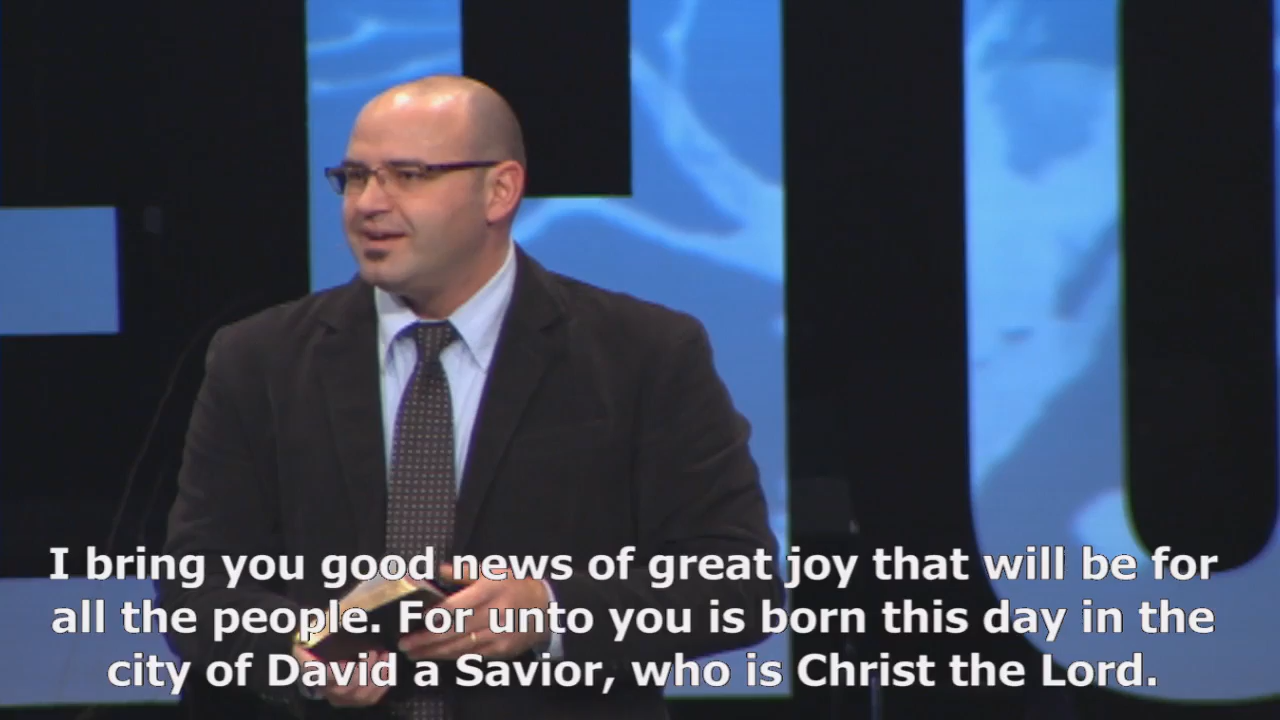 I bring you good news of great joy that will be for
all the people. For unto you is born this day in the
city of David a Savior, who is Christ the Lord.